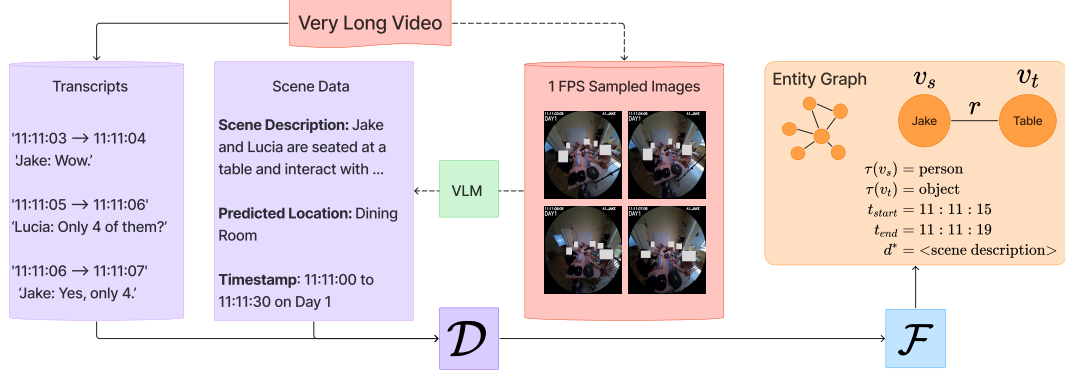 Very Long Video
Transcripts
'11:11:03 --> 11:11:04
'Jake: Wow.'
'11:11:05 --> 11:11:06'
'Lucia: Only 4 of them?'
'11:11:06 --> 11:11:07'
'Jake: Yes, only 4.'
Scene Data
Scene Description: Jake
and Lucia are seated at a
table and interact with ...
Predicted Location: Dining
Room
Timestamp: 11:11:00 to
11:11:30 on Day 1
VLM
1 FPS Sampled Images
DAY1
DAY1
DAY1
DAY1
Entity Graph
v_s
v_t
Jake
r
Table
τ(v_s) = person
τ(v_t) = object
t_start = 11 : 11 : 15
t_end = 11 : 11 : 19
d* = <scene description>
𝒟
ℱ